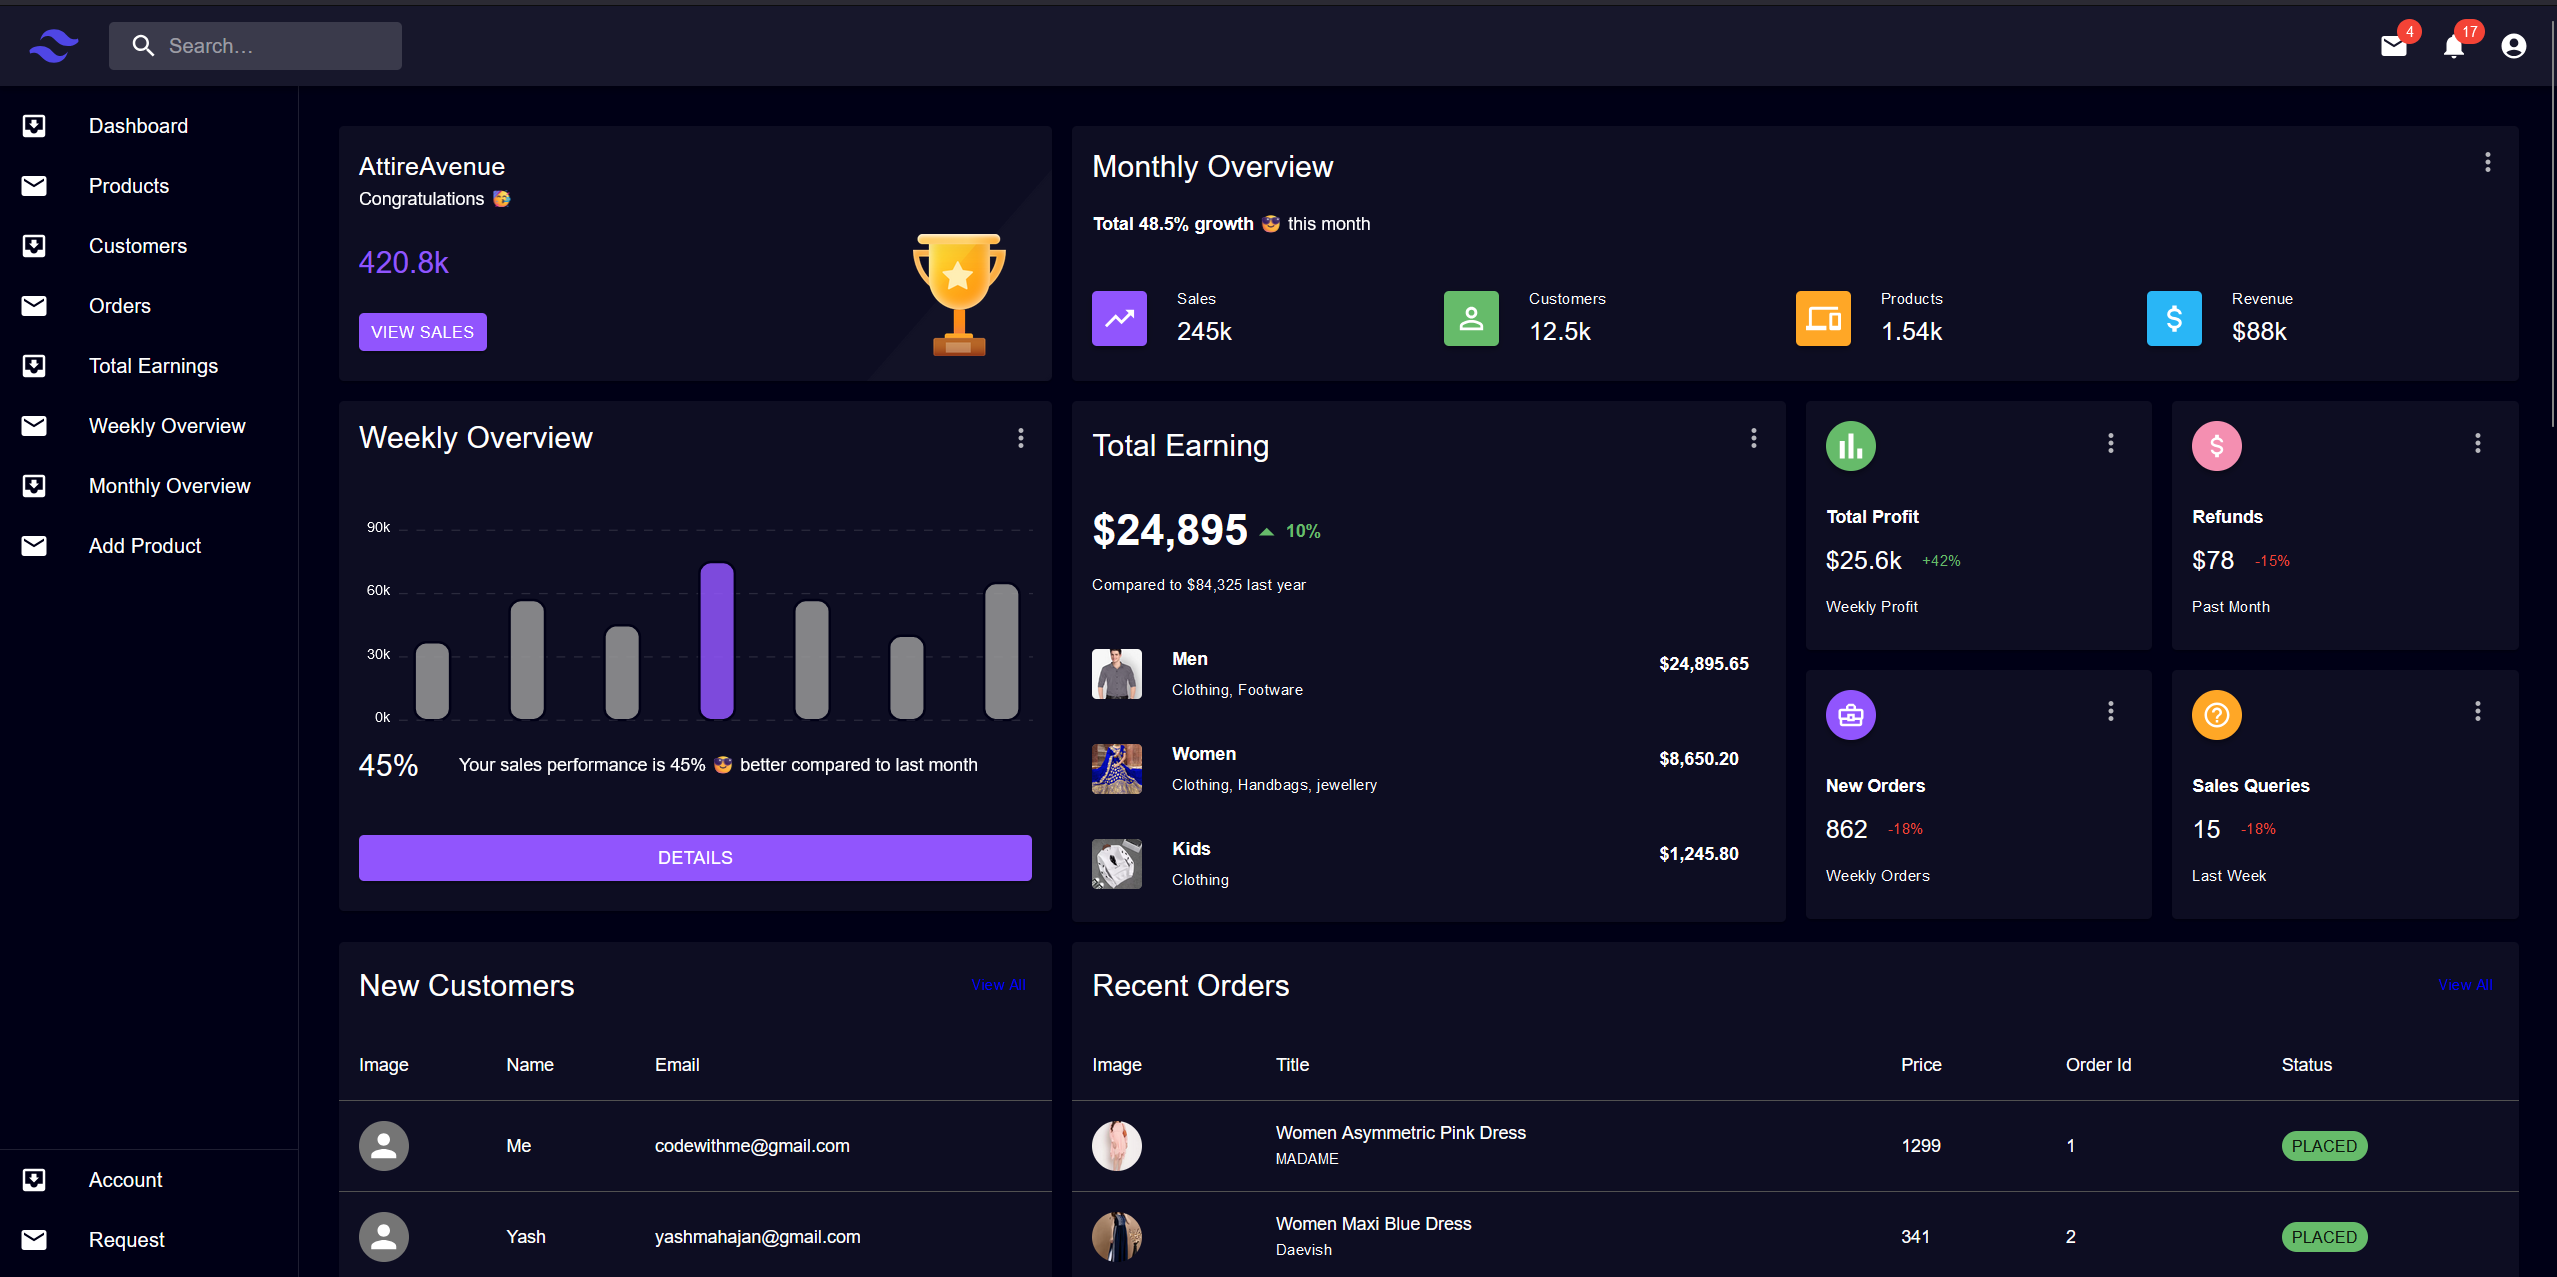 Search…
4
17
Dashboard
Products
Customers
Orders
Total Earnings
Weekly Overview
Monthly Overview
Add Product
Account
Request
AttireAvenue
Congratulations 🥳
420.8k
VIEW SALES
Monthly Overview
Total 48.5% growth 😎 this month
Sales
245k
Customers
12.5k
Products
1.54k
Revenue
$88k
Weekly Overview
90k
60k
30k
0k
45%
Your sales performance is 45% 😎 better compared to last month
DETAILS
Total Earning
$24,895
10%
Compared to $84,325 last year
Men
Clothing, Footware
$24,895.65
Women
Clothing, Handbags, jewellery
$8,650.20
Kids
Clothing
$1,245.80
Total Profit
$25.6k +42%
Weekly Profit
Refunds
$78 -15%
Past Month
New Orders
862 -18%
Weekly Orders
Sales Queries
15 -18%
Last Week
New Customers
View All
Image Name Email
Me codewithme@gmail.com
Yash yashmahajan@gmail.com
Recent Orders
View All
Image Title Price Order Id Status
Women Asymmetric Pink Dress
MADAME
1299 1 PLACED
Women Maxi Blue Dress
Daevish
341 2 PLACED